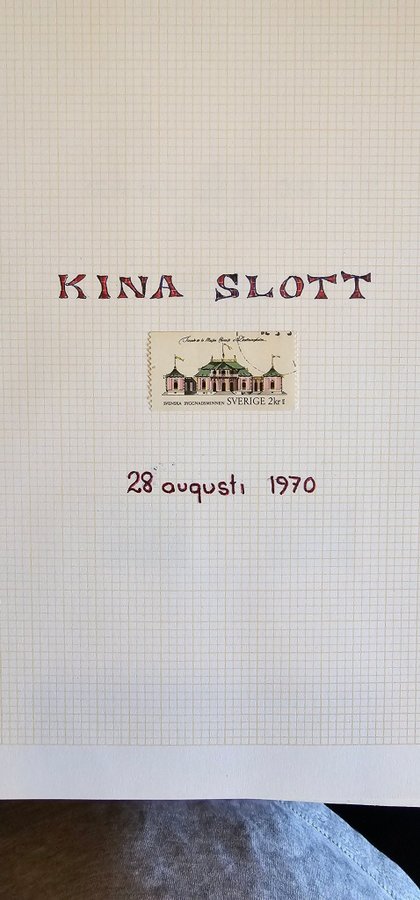 KINA SLOTT
SVENSKA BYGGNADSMINNEN SVERIGE 2kr
28 augusti 1970